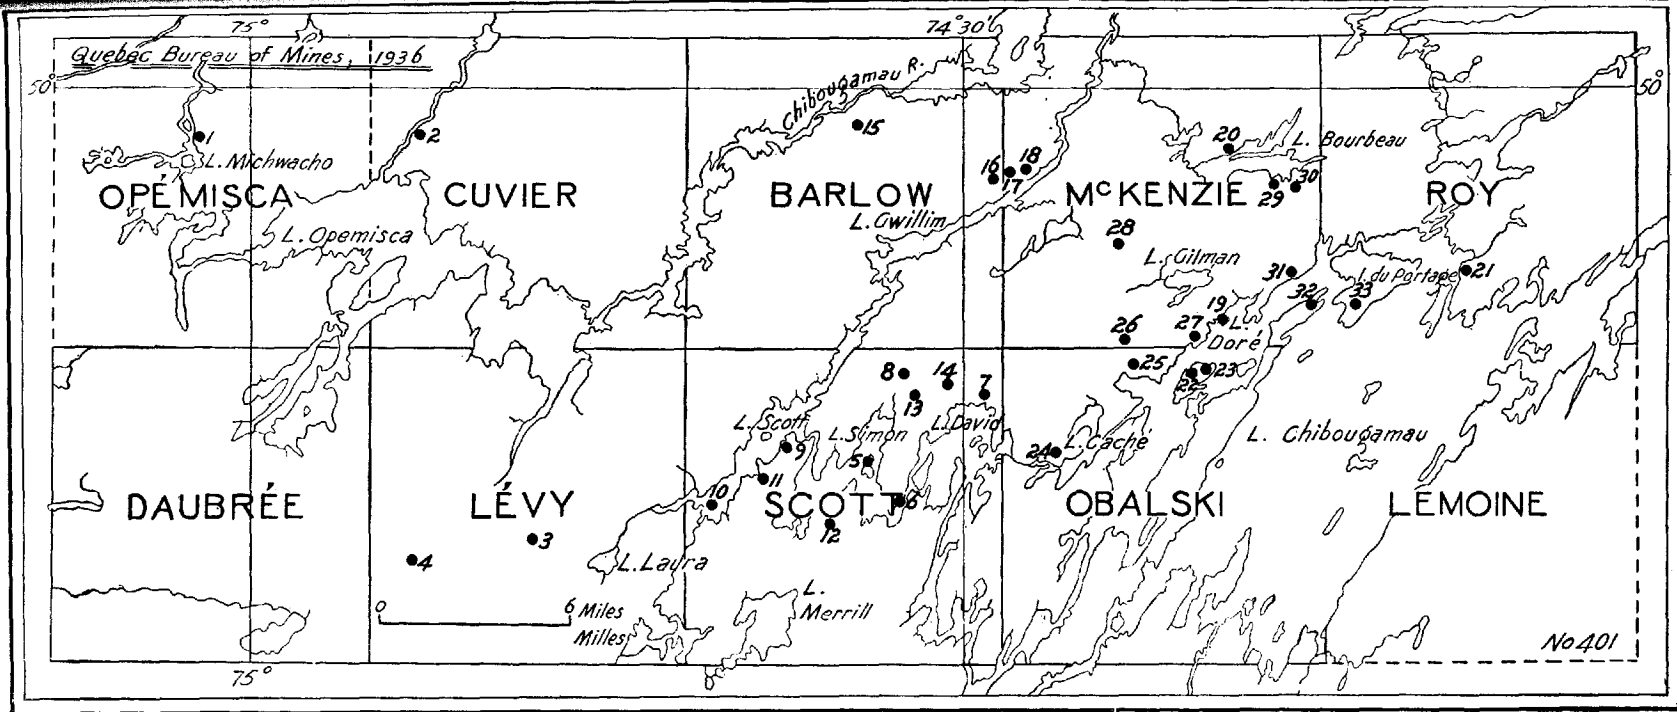 75°
74°30'
Quebec Bureau of Mines, 1936
50°
50°
Chibougamau R.
1
2
15
20
L. Bourbeau
L. Michwacho
16
17
18
29
30
OPÉMISCA
CUVIER
BARLOW
McKENZIE
ROY
L. Gwillim
28
L. Opemisca
L. Gilman
31
L. du Portage
21
32
33
19
26
27
L. Doré
8
14
7
25
22
23
13
L. Scott
L. Simon
L. David
L. Chibougamau
9
5
24
L. Caché
11
10
6
DAUBRÉE
LÉVY
SCOTT
OBALSKI
LEMOINE
12
3
4
L. Laura
L.
Merrill
0
6 Miles
Milles
No 401
75°